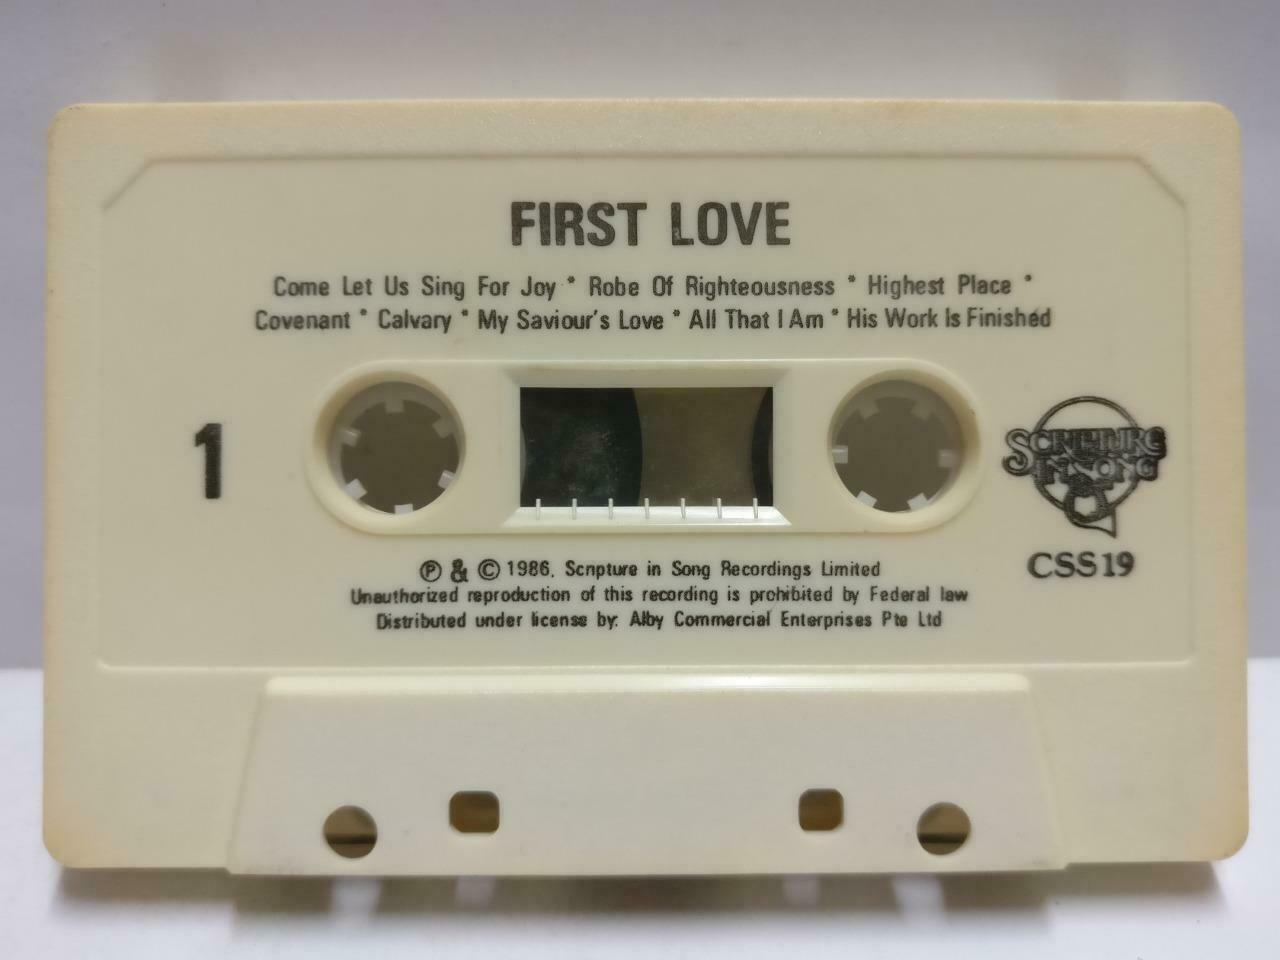 FIRST LOVE
Come Let Us Sing For Joy * Robe Of Righteousness * Highest Place *
Covenant * Calvary * My Saviour's Love * All That I Am * His Work Is Finished
1
SCRIPTURE
IN SONG
CSS19
Ⓟ & © 1986. Scripture in Song Recordings Limited
Unauthorized reproduction of this recording is prohibited by Federal law
Distributed under license by: Alby Commercial Enterprises Pte Ltd